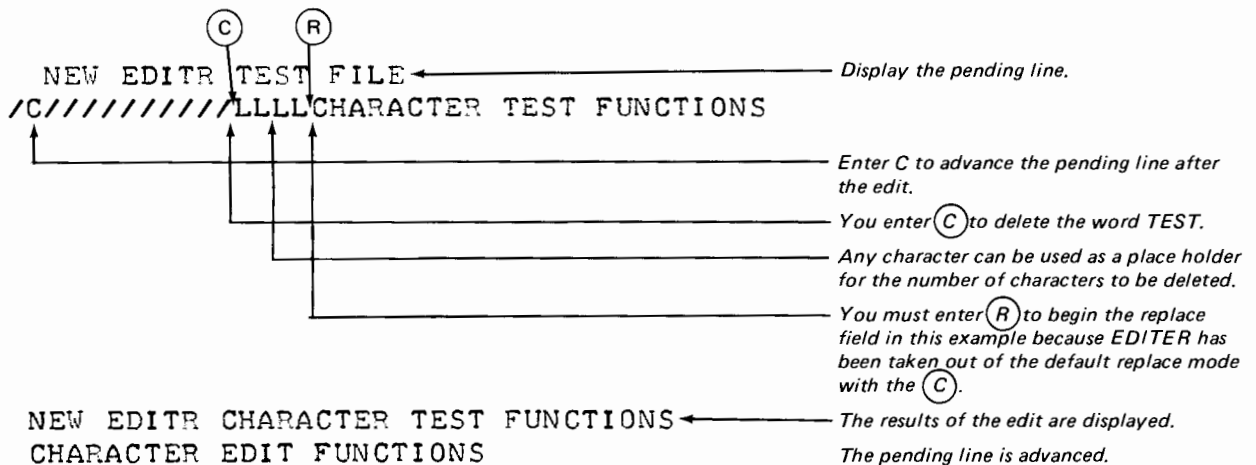 C R
NEW EDITR TEST FILE
Display the pending line.
/C//////////LLLLCHARACTER TEST FUNCTIONS
Enter C to advance the pending line after
the edit.
You enter C to delete the word TEST.
Any character can be used as a place holder
for the number of characters to be deleted.
You must enter R to begin the replace
field in this example because EDITER has
been taken out of the default replace mode
with the C.
NEW EDITR CHARACTER TEST FUNCTIONS
The results of the edit are displayed.
CHARACTER EDIT FUNCTIONS
The pending line is advanced.